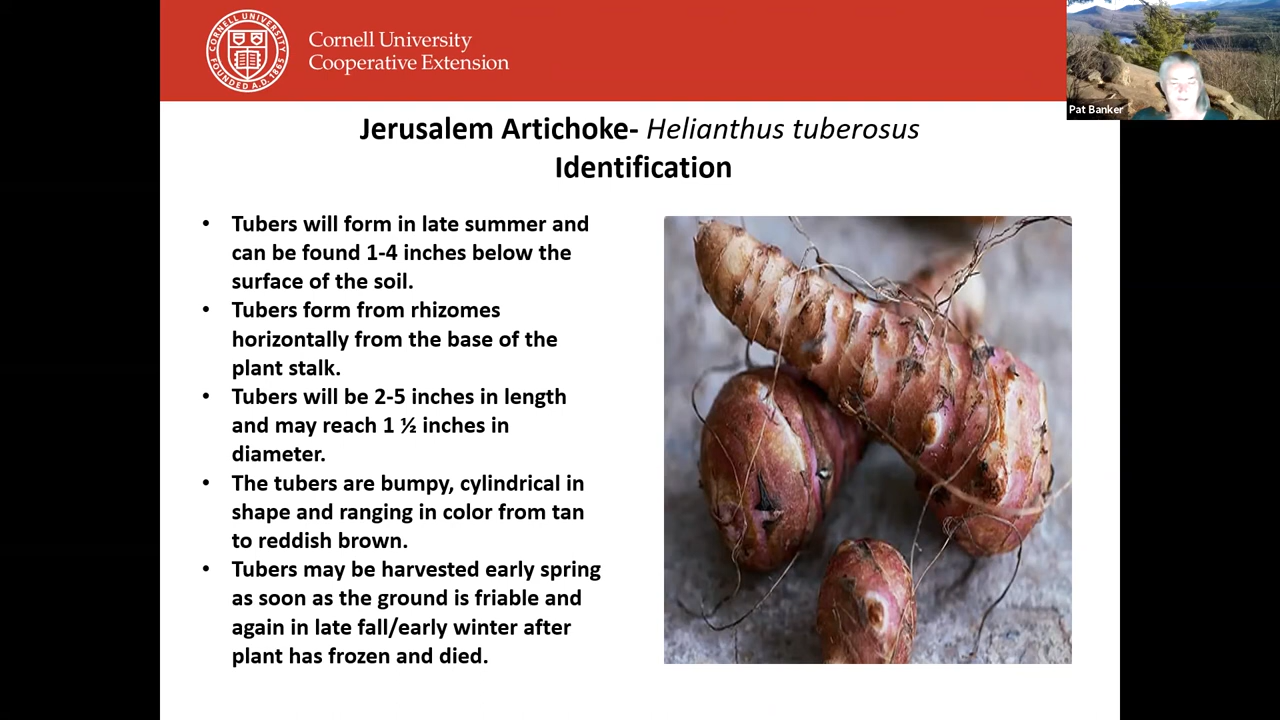 CORNELL UNIVERSITY
FOUNDED A.D. 1865
Cornell University
Cooperative Extension
Pat Banker
Jerusalem Artichoke- Helianthus tuberosus
Identification
• Tubers will form in late summer and
can be found 1-4 inches below the
surface of the soil.
• Tubers form from rhizomes
horizontally from the base of the
plant stalk.
• Tubers will be 2-5 inches in length
and may reach 1 ½ inches in
diameter.
• The tubers are bumpy, cylindrical in
shape and ranging in color from tan
to reddish brown.
• Tubers may be harvested early spring
as soon as the ground is friable and
again in late fall/early winter after
plant has frozen and died.